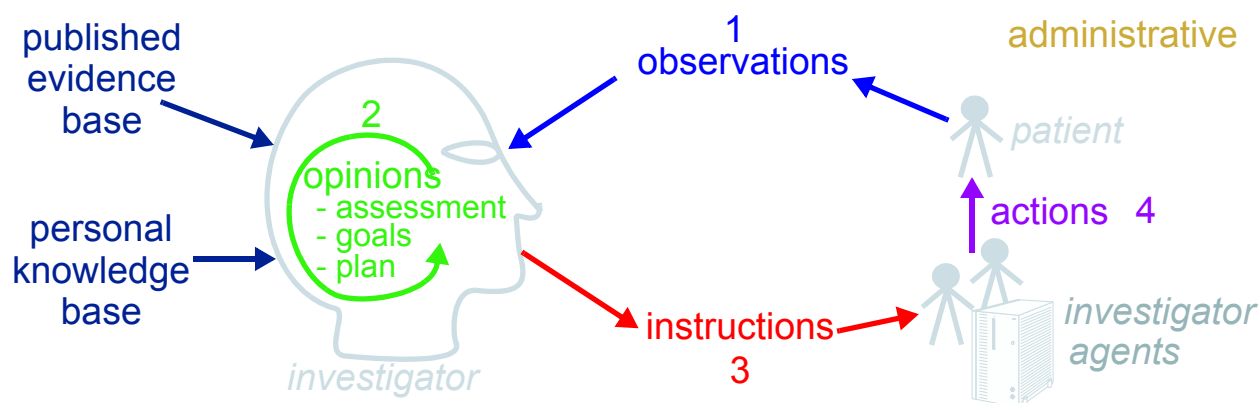 published
evidence
base
personal
knowledge
base
2
opinions
- assessment
- goals
- plan
investigator
1
observations
instructions
3
administrative
patient
actions 4
investigator
agents